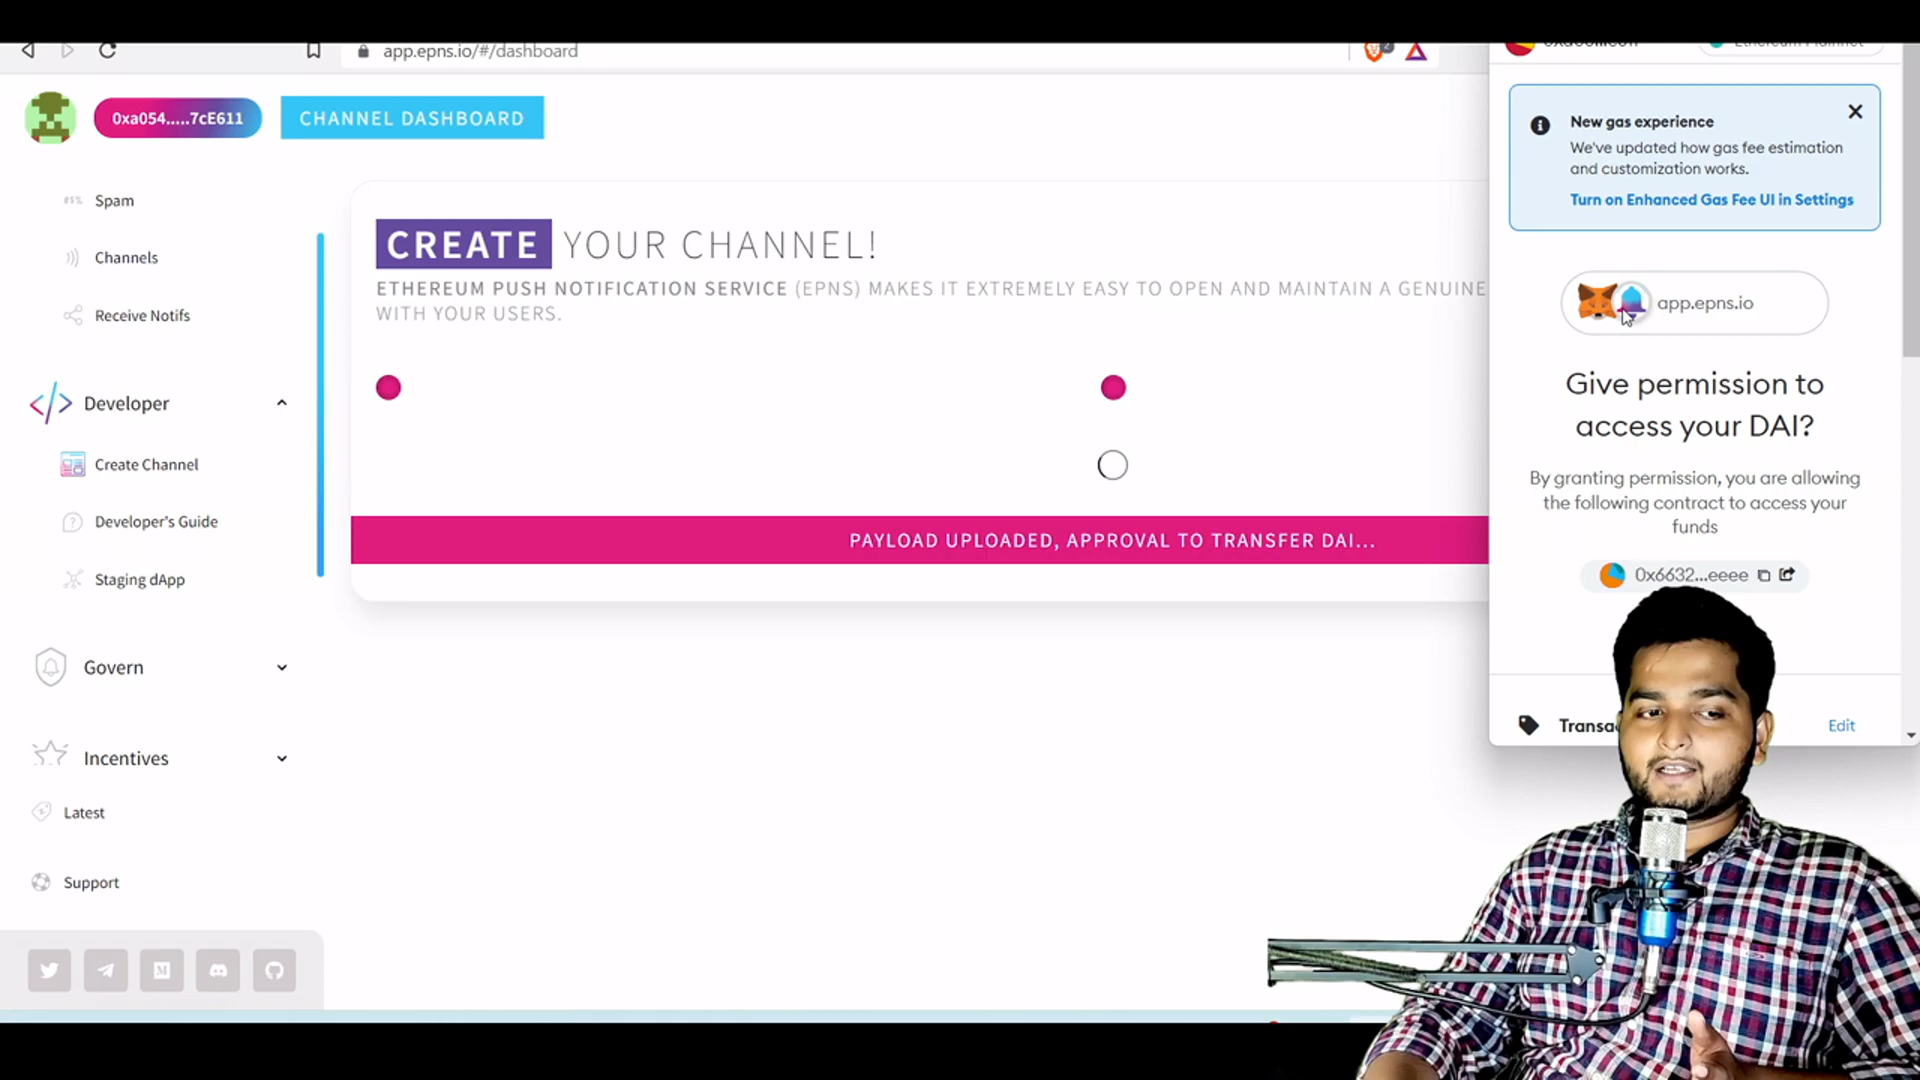 app.epns.io/#/dashboard
2
0xa054.....7cE611
CHANNEL DASHBOARD
Spam
Channels
Receive Notifs
Developer
Create Channel
Developer's Guide
Staging dApp
Govern
Incentives
Latest
Support
CREATE YOUR CHANNEL!
ETHEREUM PUSH NOTIFICATION SERVICE (EPNS) MAKES IT EXTREMELY EASY TO OPEN AND MAINTAIN A GENUINE
WITH YOUR USERS.
PAYLOAD UPLOADED, APPROVAL TO TRANSFER DAI...
Ethereum Mainnet
New gas experience
We've updated how gas fee estimation
and customization works.
Turn on Enhanced Gas Fee UI in Settings
app.epns.io
Give permission to
access your DAI?
By granting permission, you are allowing
the following contract to access your
funds
0x6632...eeee
Transa
Edit